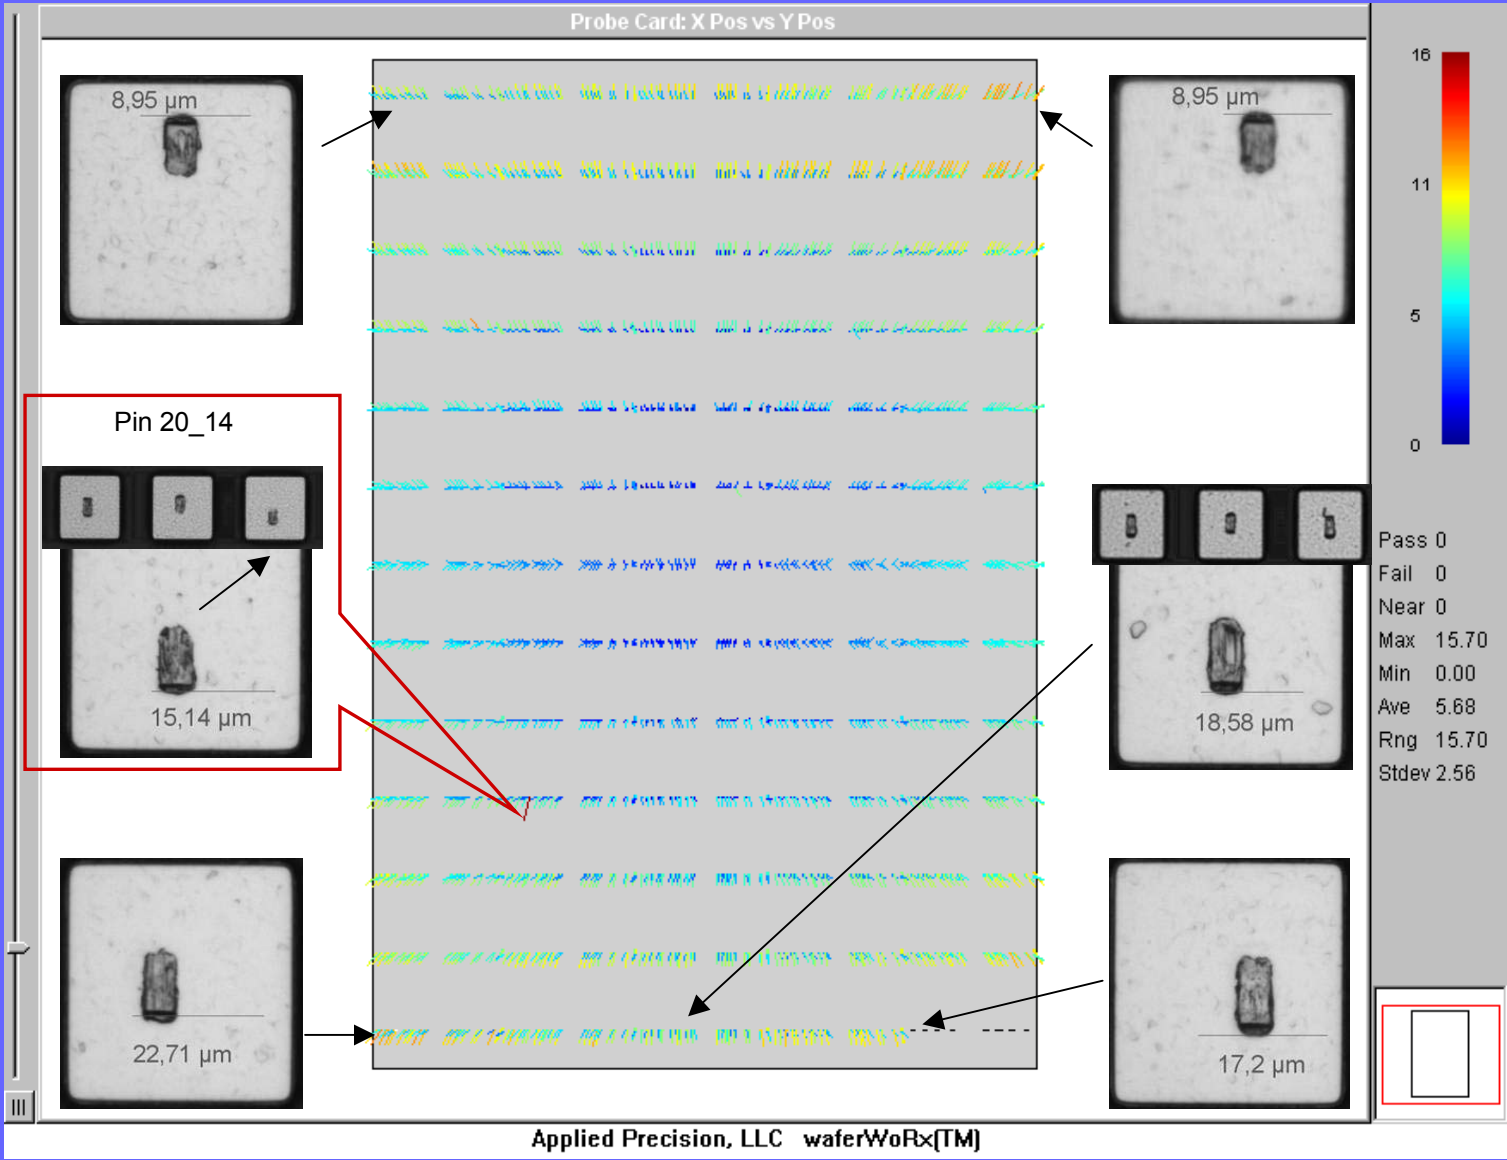 Probe Card: X Pos vs Y Pos
8,95 µm
8,95 µm
16
11
5
0
Pin 20_14
15,14 µm
18,58 µm
Pass 0
Fail 0
Near 0
Max 15.70
Min 0.00
Ave 5.68
Rng 15.70
Stdev 2.56
22,71 µm
17,2 µm
Applied Precision, LLC waferWoRx(TM)